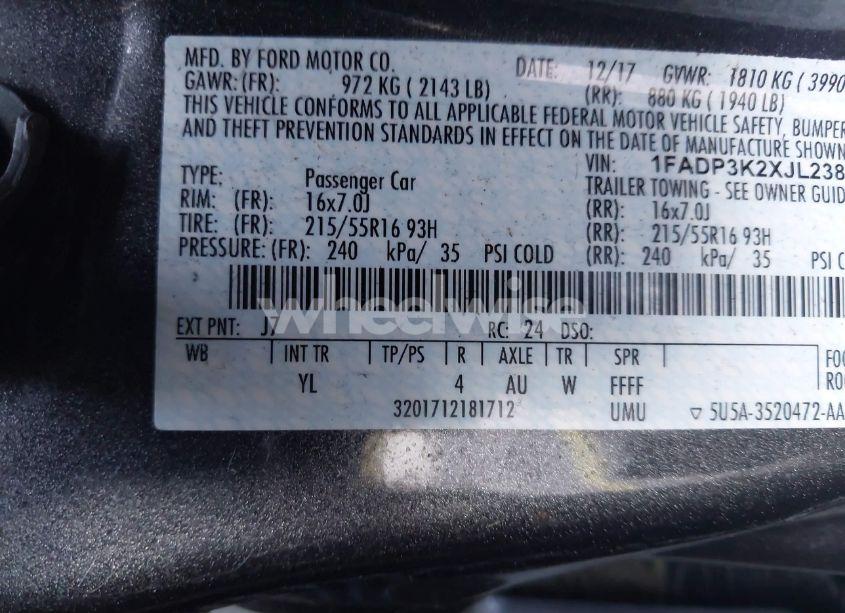 MFD. BY FORD MOTOR CO. DATE: 12/17 GVWR: 1810 KG ( 3990
GAWR: (FR): 972 KG ( 2143 LB) (RR): 880 KG ( 1940 LB)
THIS VEHICLE CONFORMS TO ALL APPLICABLE FEDERAL MOTOR VEHICLE SAFETY, BUMPER
AND THEFT PREVENTION STANDARDS IN EFFECT ON THE DATE OF MANUFACTURE SHOWN
VIN: 1FADP3K2XJL238
TYPE: Passenger Car TRAILER TOWING - SEE OWNER GUID
RIM: (FR): 16x7.0J (RR): 16x7.0J
TIRE: (FR): 215/55R16 93H (RR): 215/55R16 93H
PRESSURE: (FR): 240 kPa/ 35 PSI COLD (RR): 240 kPa/ 35 PSI C
wheelwise
EXT PNT: J7 RC: 24 DSO:
WB INT TR TP/PS R AXLE TR SPR FO
YL 4 AU W FFFF RO
3201712181712 UMU ▽ 5U5A-3520472-AA